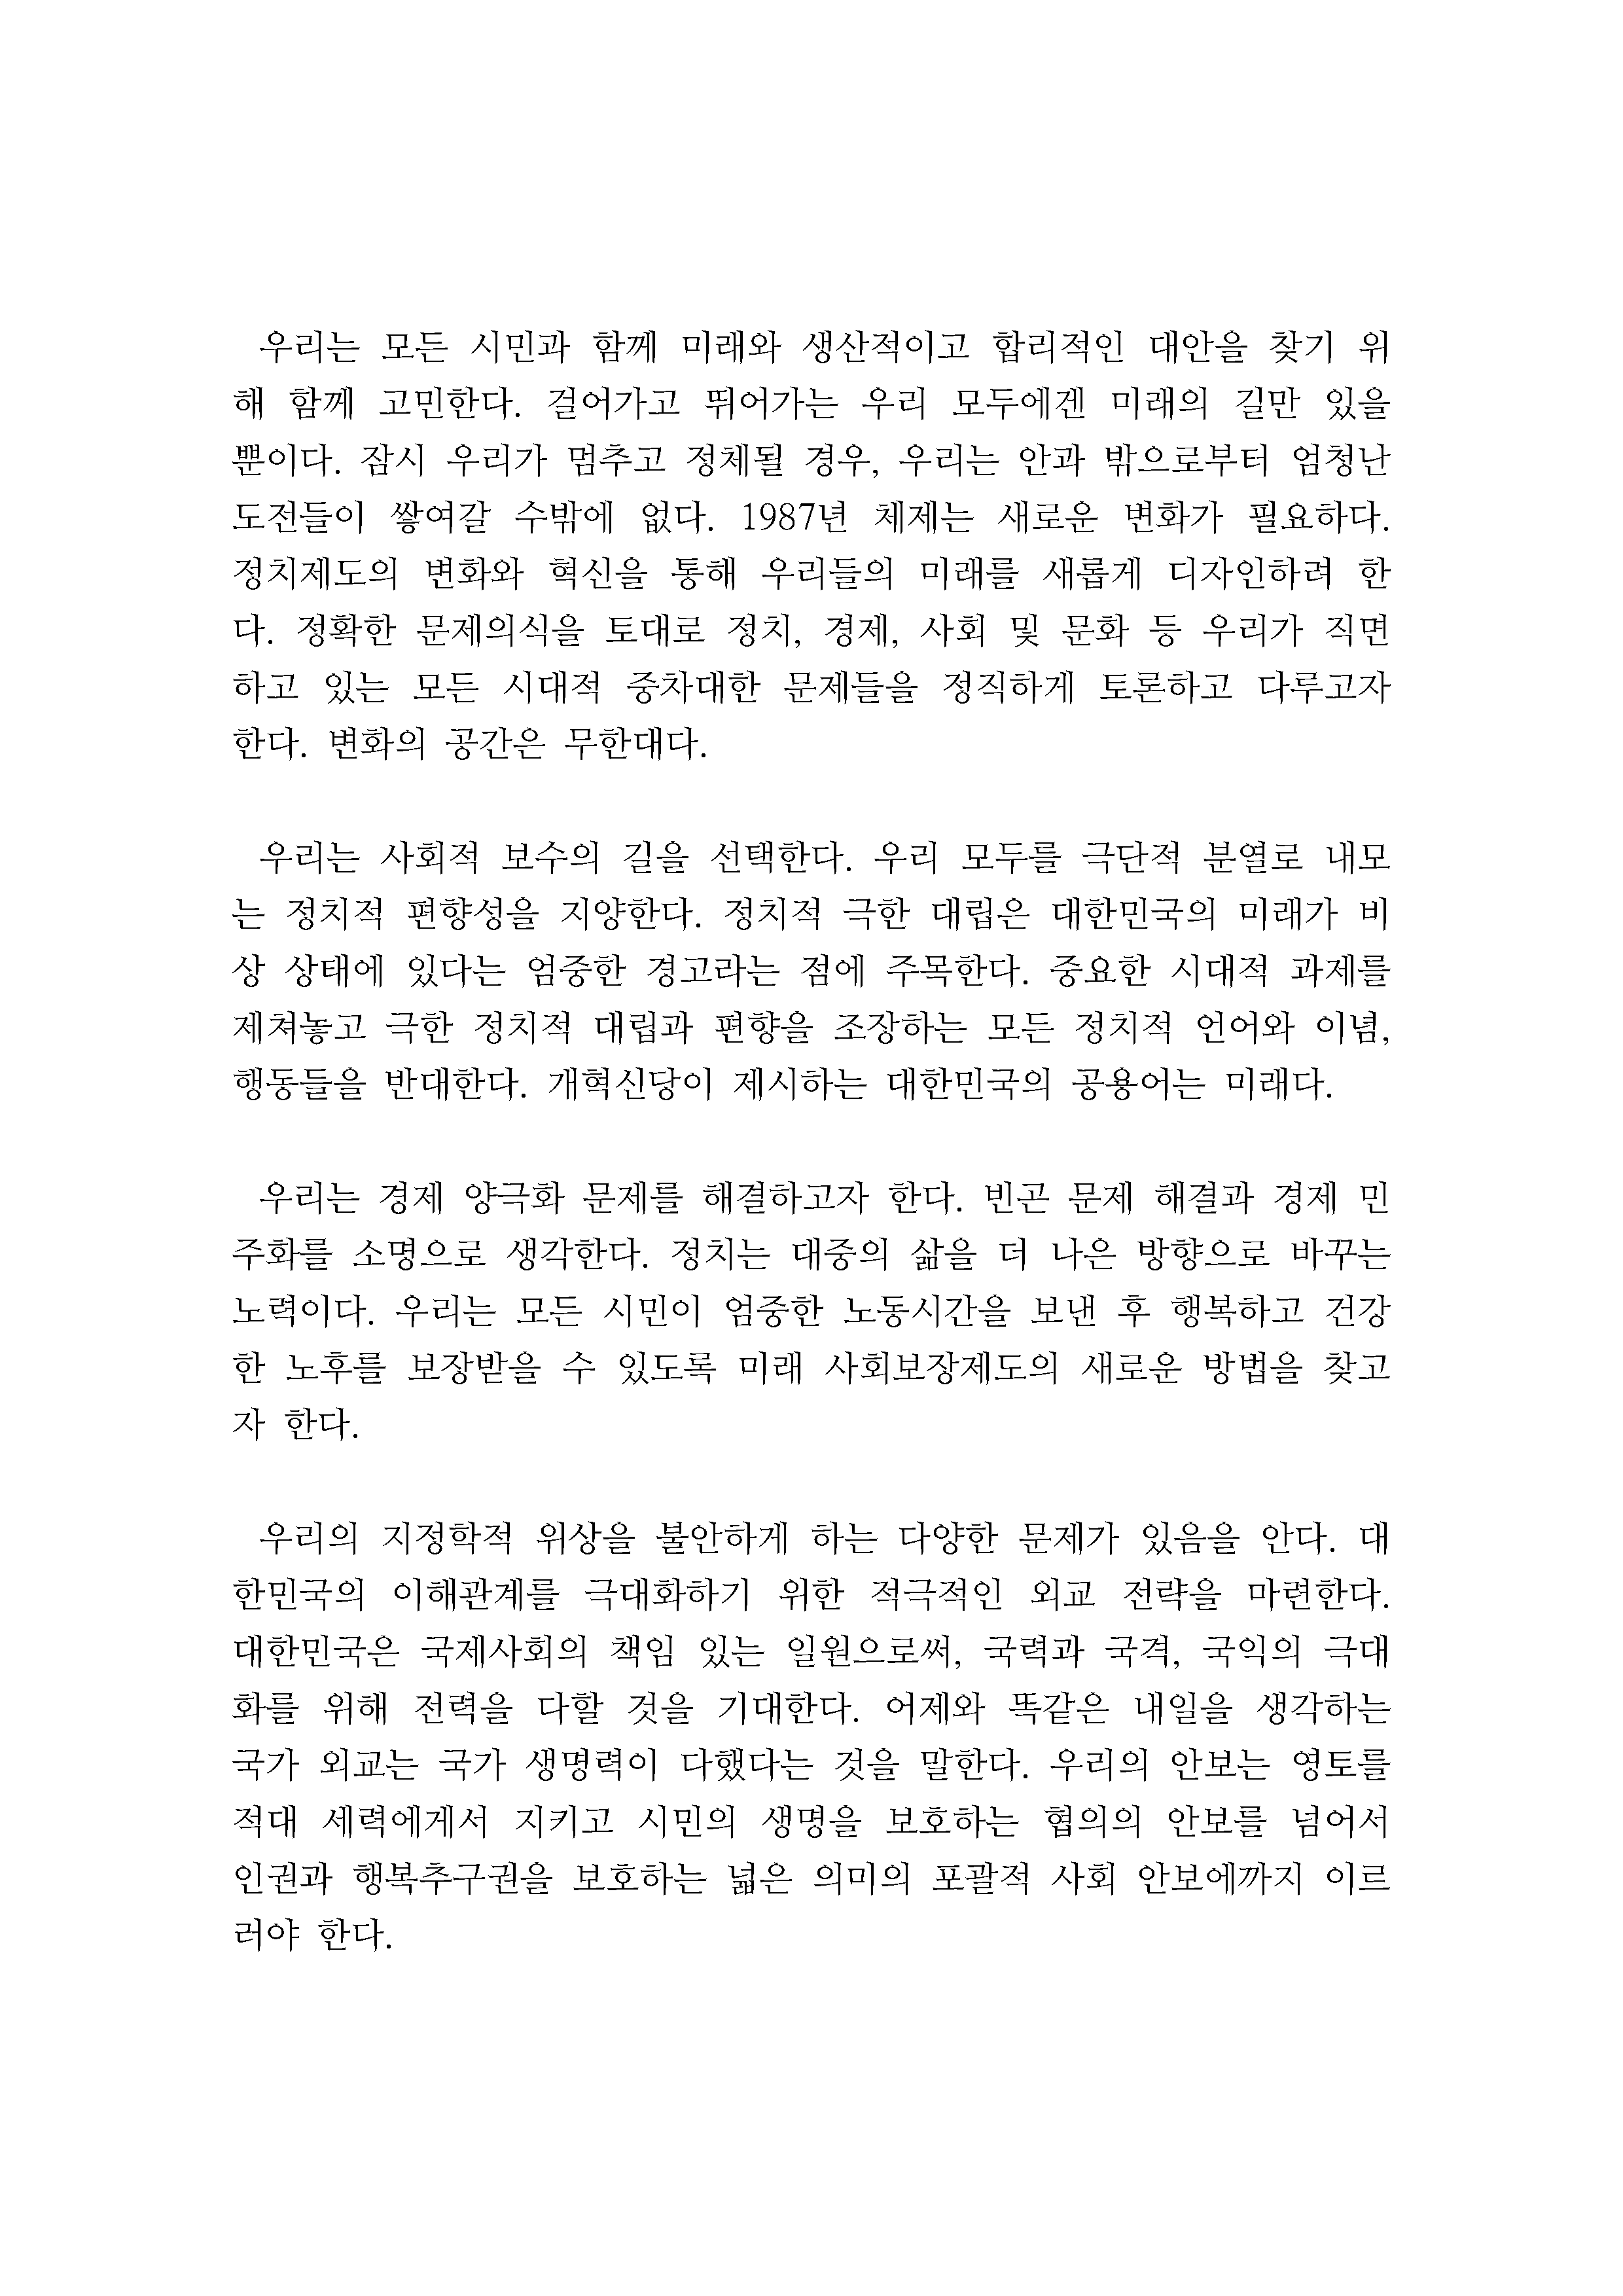 우리는 모든 시민과 함께 미래와 생산적이고 합리적인 대안을 찾기 위
해 함께 고민한다. 걸어가고 뛰어가는 우리 모두에겐 미래의 길만 있을
뿐이다. 잠시 우리가 멈추고 정체될 경우, 우리는 안과 밖으로부터 엄청난
도전들이 쌓여갈 수밖에 없다. 1987년 체제는 새로운 변화가 필요하다.
정치제도의 변화와 혁신을 통해 우리들의 미래를 새롭게 디자인하려 한
다. 정확한 문제의식을 토대로 정치, 경제, 사회 및 문화 등 우리가 직면
하고 있는 모든 시대적 중차대한 문제들을 정직하게 토론하고 다루고자
한다. 변화의 공간은 무한대다.
우리는 사회적 보수의 길을 선택한다. 우리 모두를 극단적 분열로 내모
는 정치적 편향성을 지양한다. 정치적 극한 대립은 대한민국의 미래가 비
상 상태에 있다는 엄중한 경고라는 점에 주목한다. 중요한 시대적 과제를
제쳐놓고 극한 정치적 대립과 편향을 조장하는 모든 정치적 언어와 이념,
행동들을 반대한다. 개혁신당이 제시하는 대한민국의 공용어는 미래다.
우리는 경제 양극화 문제를 해결하고자 한다. 빈곤 문제 해결과 경제 민
주화를 소명으로 생각한다. 정치는 대중의 삶을 더 나은 방향으로 바꾸는
노력이다. 우리는 모든 시민이 엄중한 노동시간을 보낸 후 행복하고 건강
한 노후를 보장받을 수 있도록 미래 사회보장제도의 새로운 방법을 찾고
자 한다.
우리의 지정학적 위상을 불안하게 하는 다양한 문제가 있음을 안다. 대
한민국의 이해관계를 극대화하기 위한 적극적인 외교 전략을 마련한다.
대한민국은 국제사회의 책임 있는 일원으로써, 국력과 국격, 국익의 극대
화를 위해 전력을 다할 것을 기대한다. 어제와 똑같은 내일을 생각하는
국가 외교는 국가 생명력이 다했다는 것을 말한다. 우리의 안보는 영토를
적대 세력에게서 지키고 시민의 생명을 보호하는 협의의 안보를 넘어서
인권과 행복추구권을 보호하는 넓은 의미의 포괄적 사회 안보에까지 이르
러야 한다.